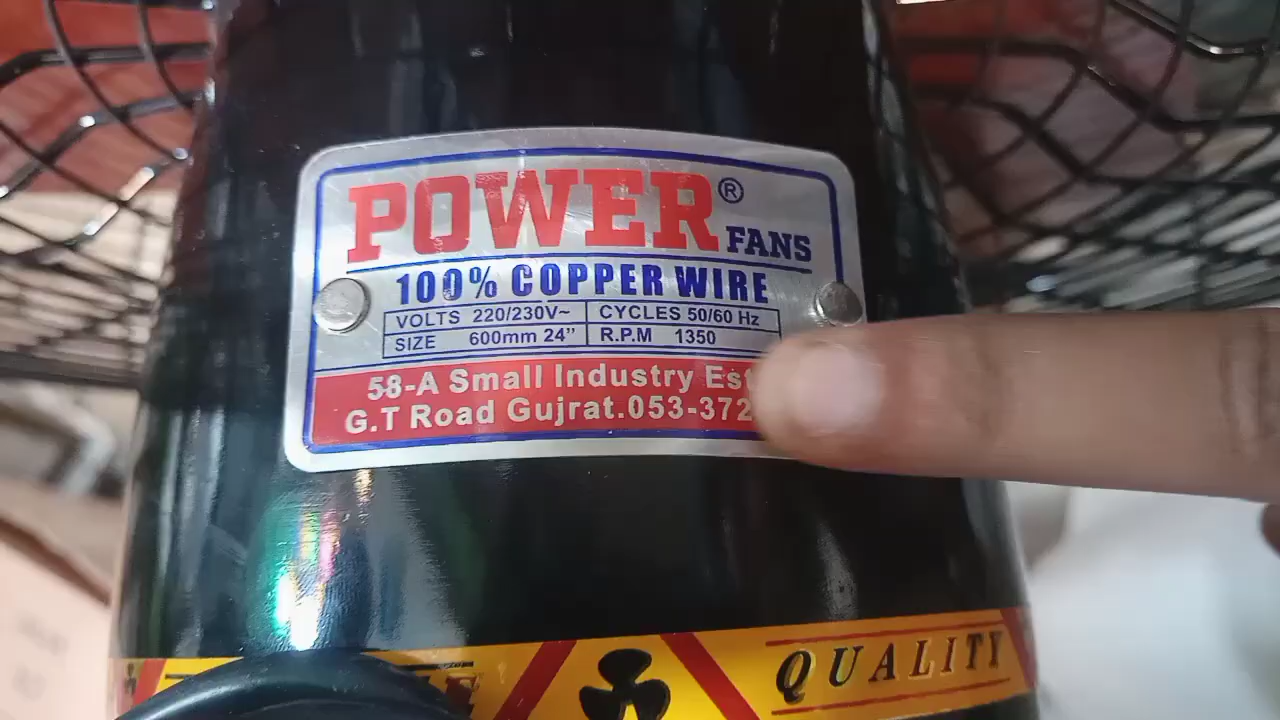 POWER® FANS
100% COPPER WIRE
VOLTS 220/230V~ CYCLES 50/60 Hz
SIZE 600mm 24” R.P.M 1350
58-A Small Industry Est
G.T Road Gujrat.053-372
QUALITY